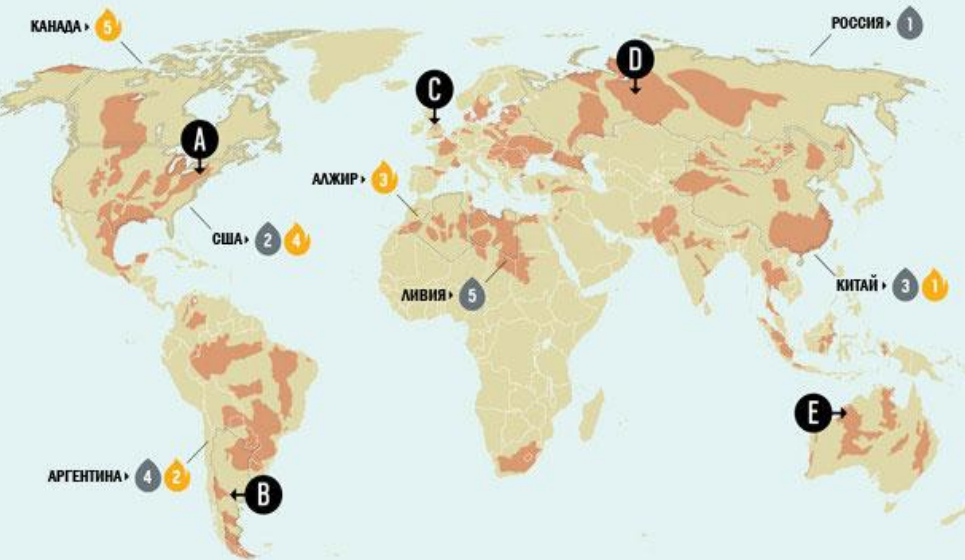 КАНАДА 5
РОССИЯ 1
D
C
A
АЛЖИР 3
США 2 4
ЛИВИЯ 5
КИТАЙ 3 1
E
АРГЕНТИНА 4 2
B